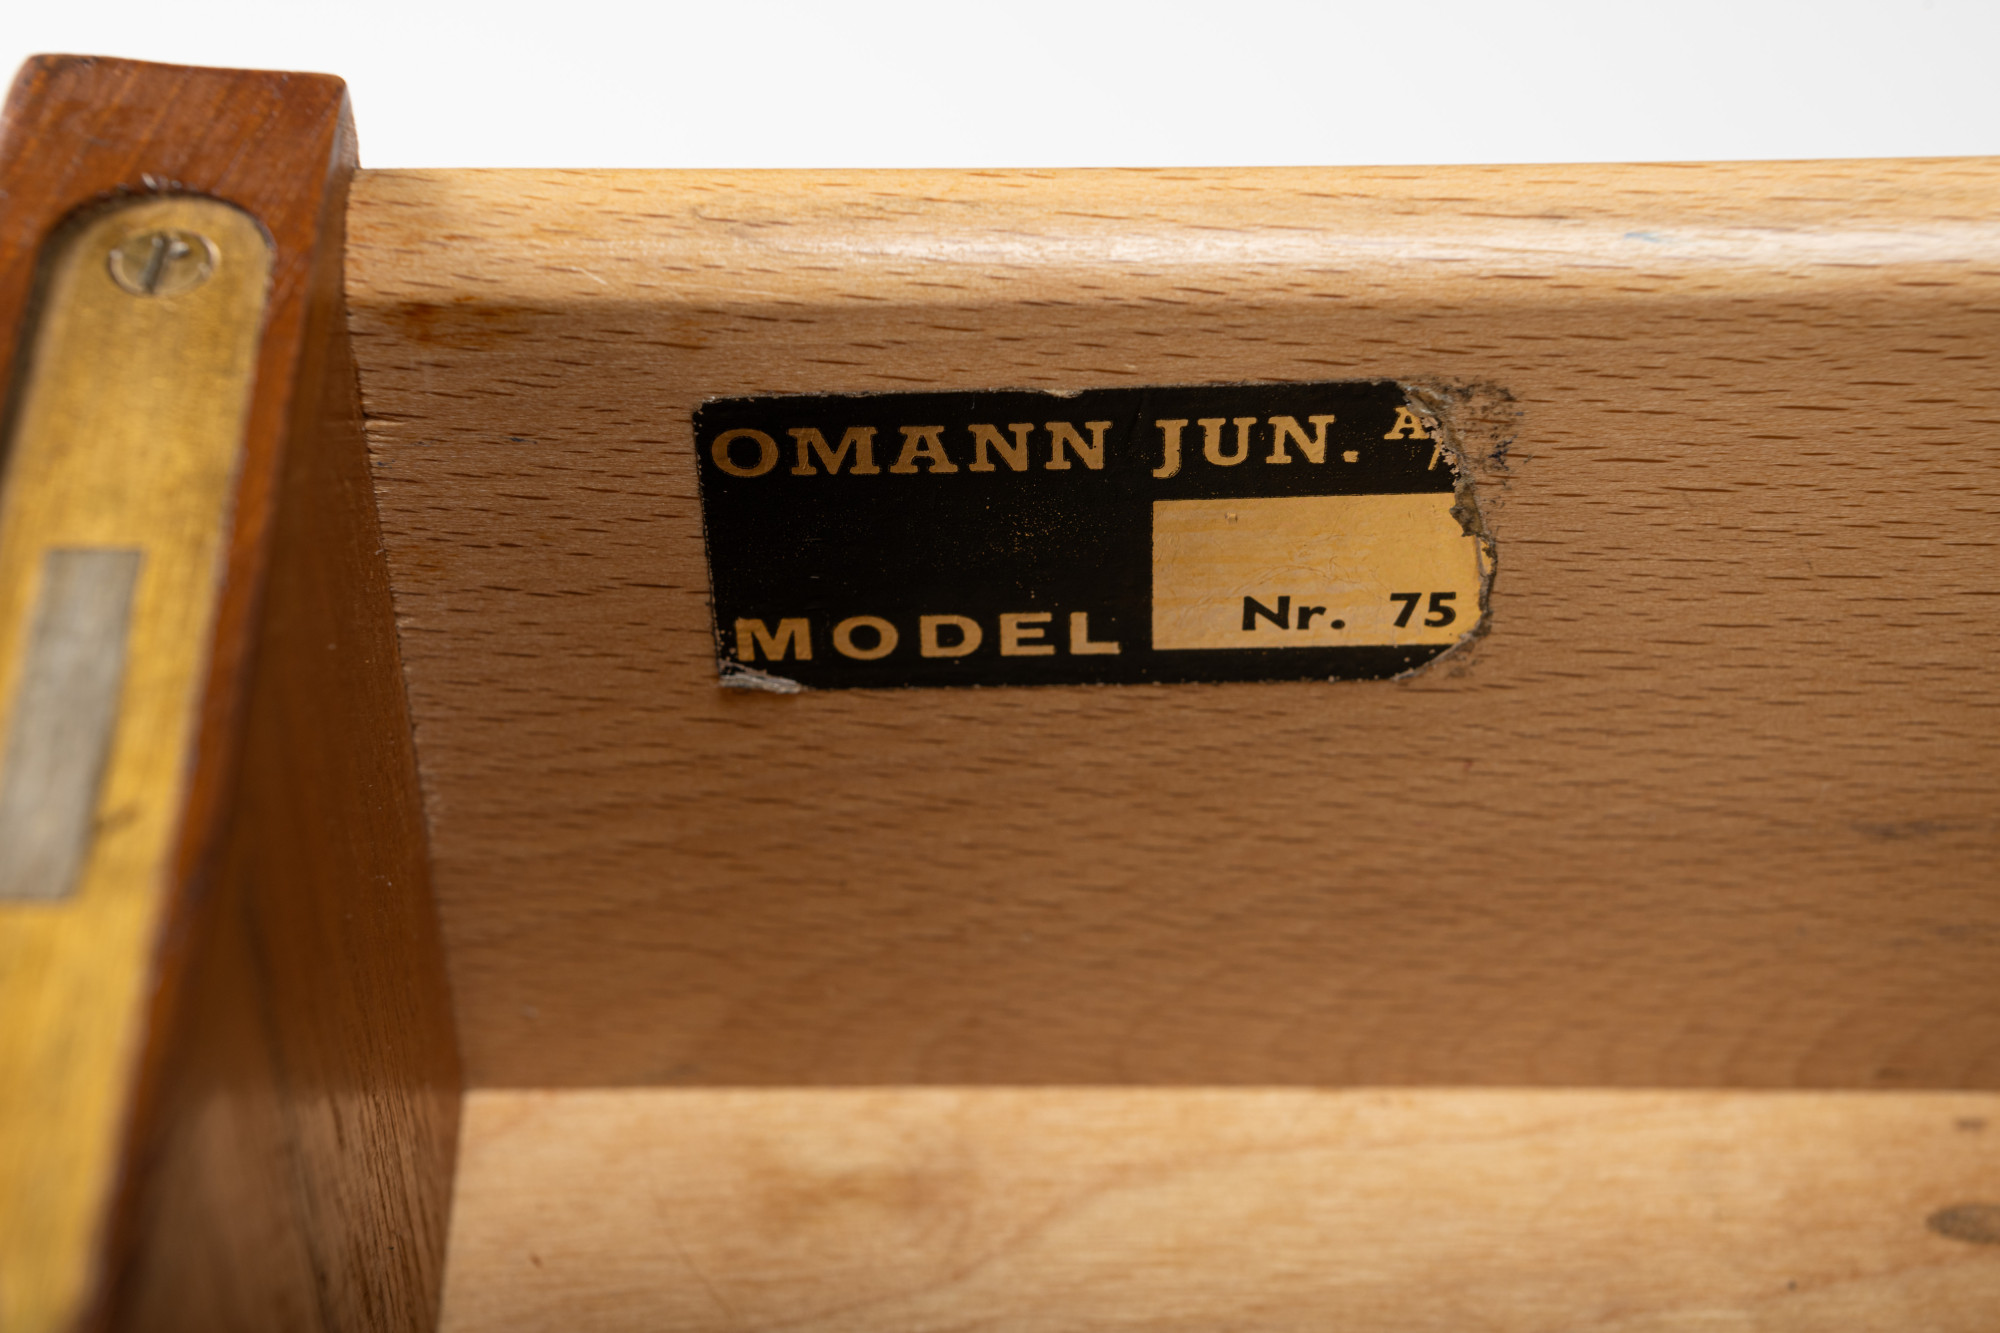 OMANN JUN. A/
MODEL Nr. 75